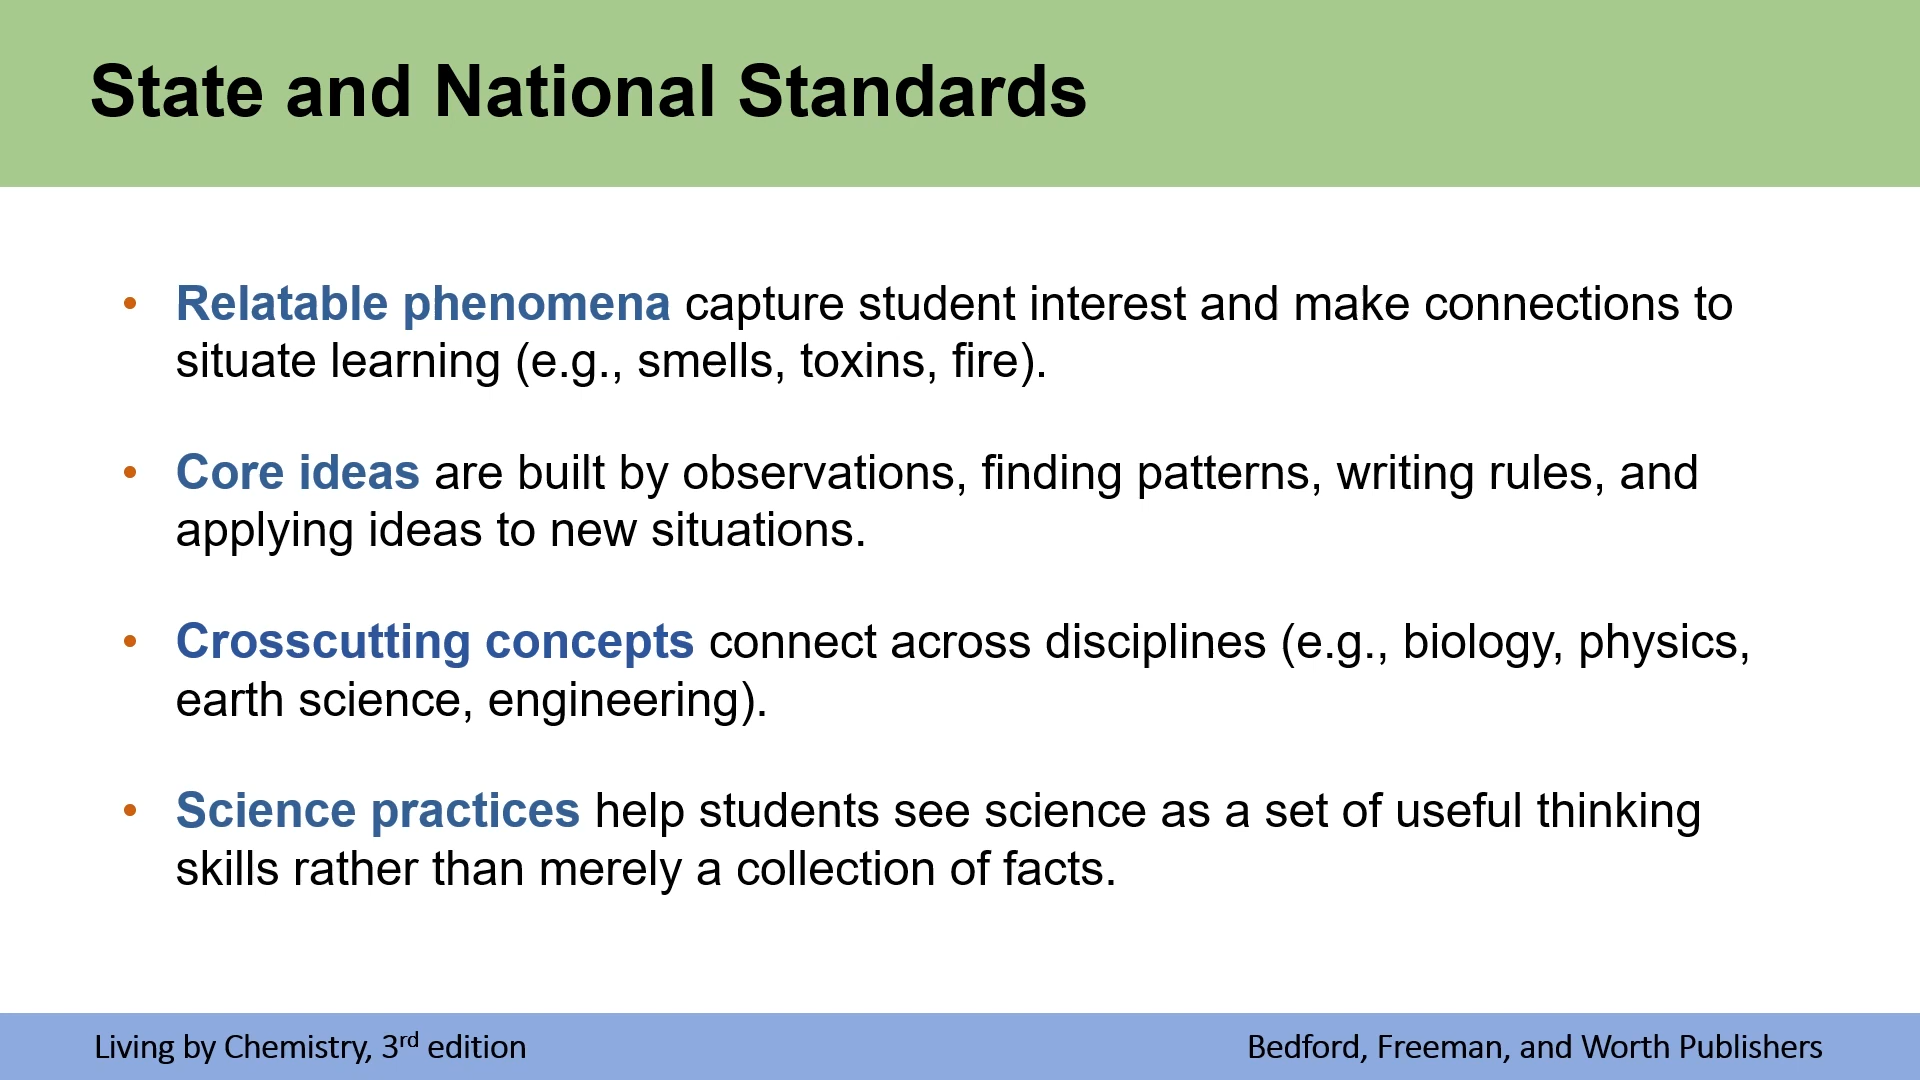 State and National Standards
• Relatable phenomena capture student interest and make connections to
situate learning (e.g., smells, toxins, fire).
• Core ideas are built by observations, finding patterns, writing rules, and
applying ideas to new situations.
• Crosscutting concepts connect across disciplines (e.g., biology, physics,
earth science, engineering).
• Science practices help students see science as a set of useful thinking
skills rather than merely a collection of facts.
Living by Chemistry, 3rd edition
Bedford, Freeman, and Worth Publishers